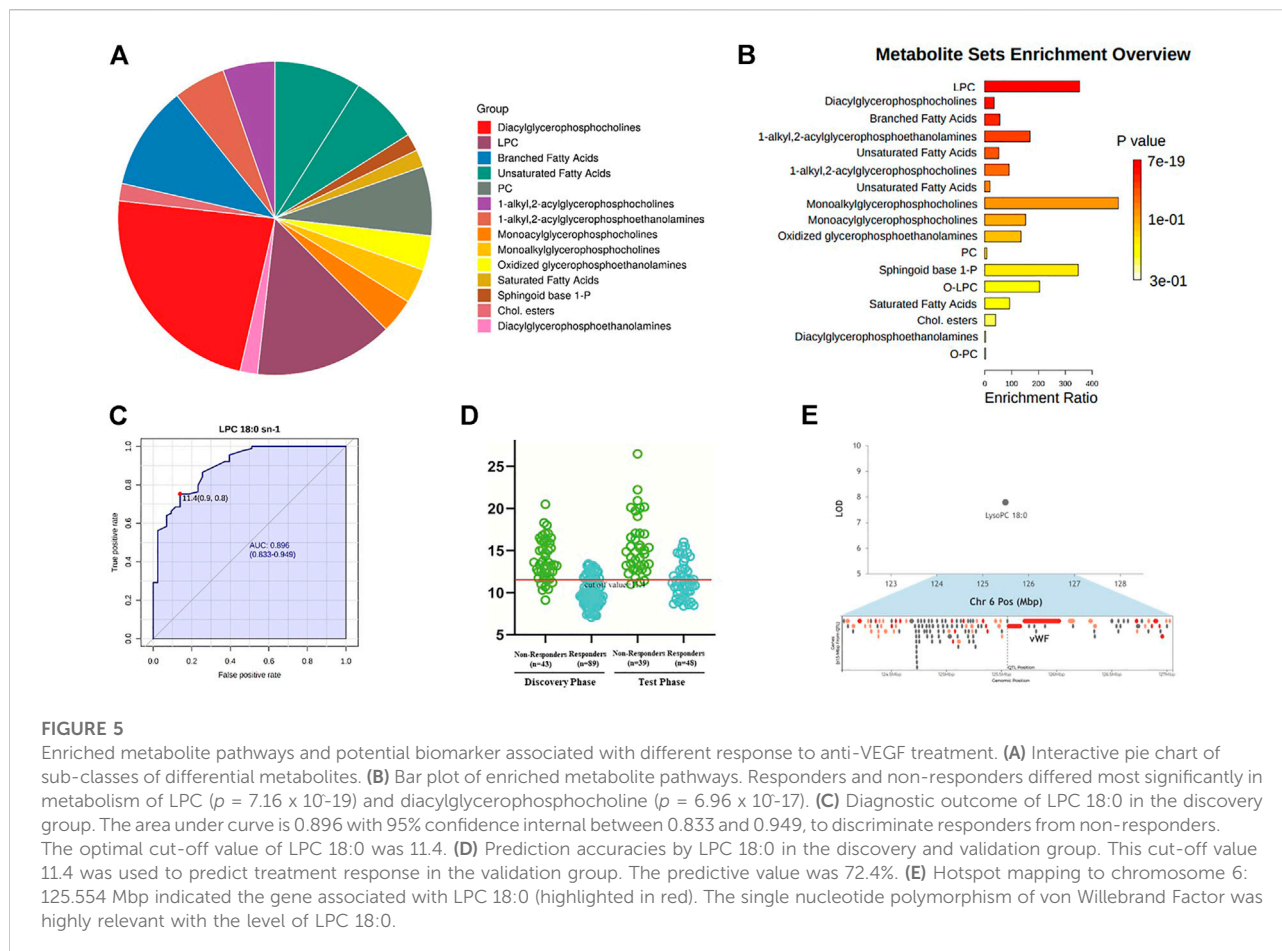 A
Group
Diacylglycerophosphocholines
LPC
Branched Fatty Acids
Unsaturated Fatty Acids
PC
1-alkyl,2-acylglycerophosphocholines
1-alkyl,2-acylglycerophosphoethanolamines
Monoacylglycerophosphocholines
Monoalkylglycerophosphocholines
Oxidized glycerophosphoethanolamines
Saturated Fatty Acids
Sphingoid base 1-P
Chol. esters
Diacylglycerophosphoethanolamines
B
Metabolite Sets Enrichment Overview
LPC
Diacylglycerophosphocholines
Branched Fatty Acids
1-alkyl,2-acylglycerophosphoethanolamines
Unsaturated Fatty Acids
1-alkyl,2-acylglycerophosphocholines
Unsaturated Fatty Acids
Monoalkylglycerophosphocholines
Monoacylglycerophosphocholines
Oxidized glycerophosphoethanolamines
PC
Sphingoid base 1-P
O-LPC
Saturated Fatty Acids
Chol. esters
Diacylglycerophosphoethanolamines
O-PC
0 100 200 300 400
Enrichment Ratio
P value
7e-19
1e-01
3e-01
C
LPC 18:0 sn-1
1.0
0.8
0.6
0.4
0.2
0.0
True positive rate
11.4(0.9, 0.8)
AUC: 0.896
(0.833-0.949)
0.0 0.2 0.4 0.6 0.8 1.0
False positive rate
D
25
20
15
10
5
cut off value
Non-Responders Responders Non-Responders Responders
(n=43) (n=89) (n=39) (n=48)
Discovery Phase Test Phase
E
10
9
8
7
6
5
LOD
LysoPC 18:0
123 124 125 126 127 128
Chr 6 Pos (Mbp)
vWF
QTL Position
124.5Mbp 125Mbp 125.5Mbp 126Mbp 126.5Mbp 127Mbp
Genomic Position
FIGURE 5
Enriched metabolite pathways and potential biomarker associated with different response to anti-VEGF treatment. (A) Interactive pie chart of
sub-classes of differential metabolites. (B) Bar plot of enriched metabolite pathways. Responders and non-responders differed most significantly in
metabolism of LPC (p = 7.16 x 10ˆ-19) and diacylglycerophosphocholine (p = 6.96 x 10ˆ-17). (C) Diagnostic outcome of LPC 18:0 in the discovery
group. The area under curve is 0.896 with 95% confidence internal between 0.833 and 0.949, to discriminate responders from non-responders.
The optimal cut-off value of LPC 18:0 was 11.4. (D) Prediction accuracies by LPC 18:0 in the discovery and validation group. This cut-off value
11.4 was used to predict treatment response in the validation group. The predictive value was 72.4%. (E) Hotspot mapping to chromosome 6:
125.554 Mbp indicated the gene associated with LPC 18:0 (highlighted in red). The single nucleotide polymorphism of von Willebrand Factor was
highly relevant with the level of LPC 18:0.